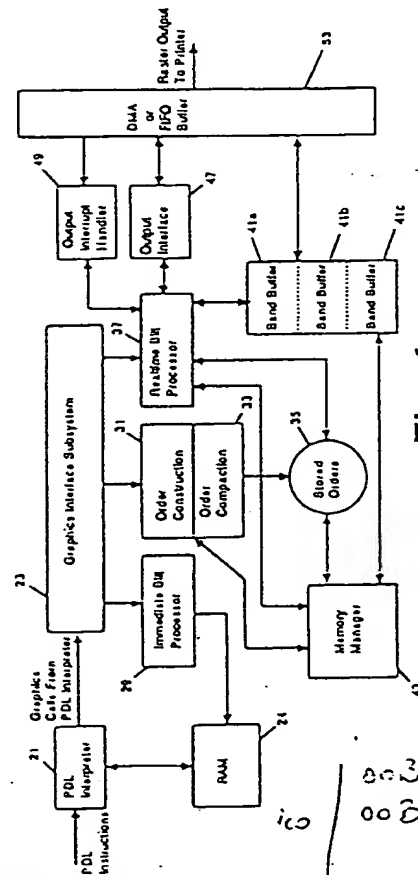 PDL
Instructions
21
PDL
Interpreter
Graphics
Calls From
PDL Interpreter
23
Graphics Interface Subsystem
24
RAM
29
Immediate Blt
Processor
31
Order
Construction
33
Order
Compaction
37
Realtime Blt
Processor
49
Output
Interrupt
Handler
47
Output
Interface
53
DMA
or
FIFO
Buffer
Raster Output
To Printer
35
Stored
Orders
Memory
Manager
41a
Band Buffer
41b
Band Buffer
41c
Band Buffer